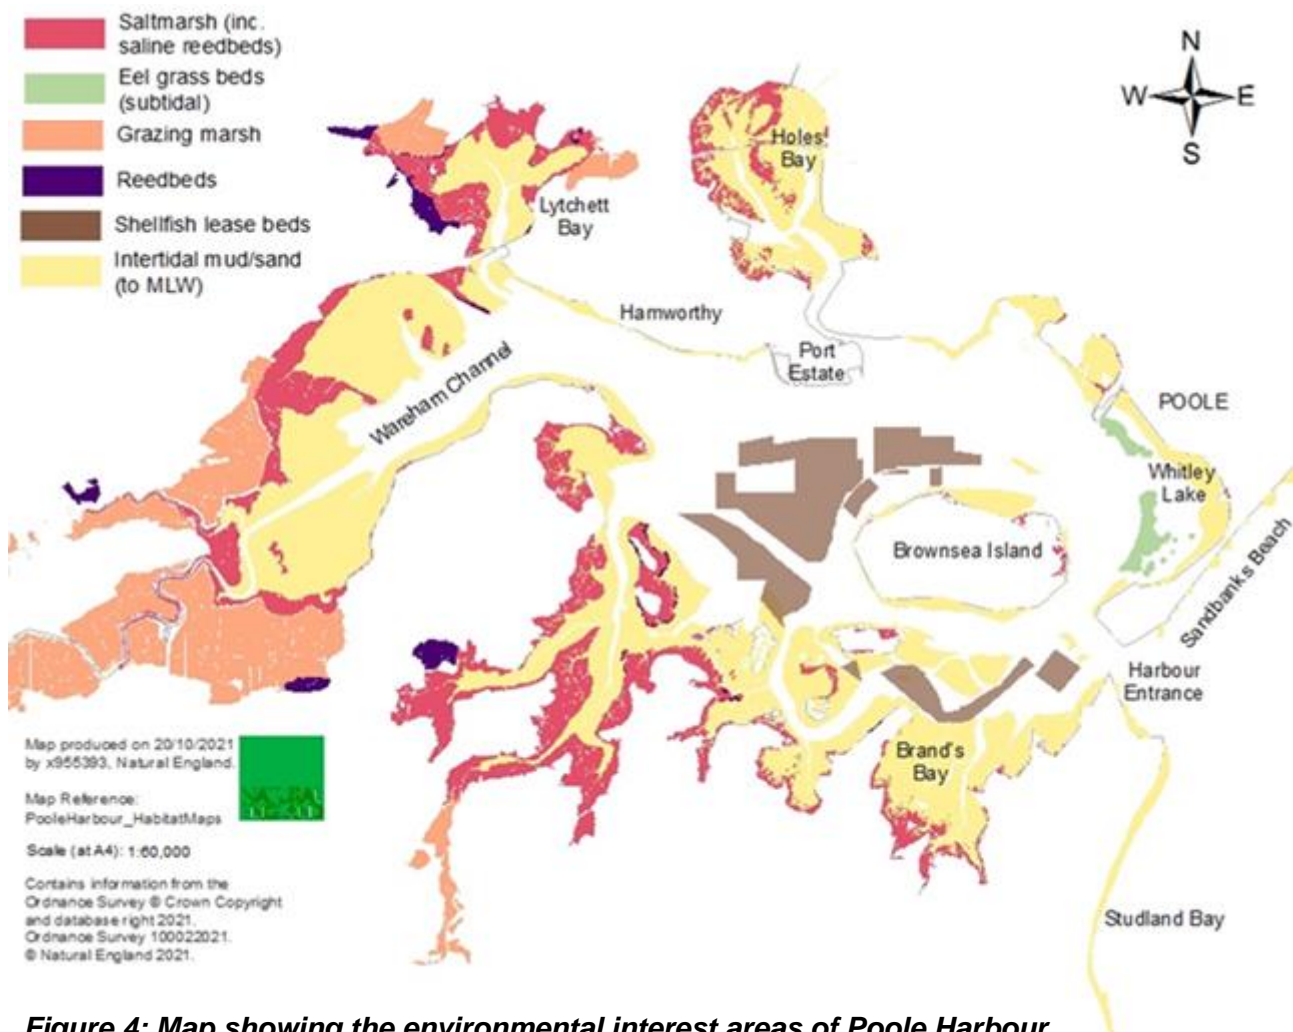 Saltmarsh (inc.
saline reedbeds)
Eel grass beds
(subtidal)
Grazing marsh
Reedbeds
Shellfish lease beds
Intertidal mud/sand
(to MLW)
N
W
E
S
Holes
Bay
Lytchett
Bay
Hamworthy
Port
Estate
Wareham Channel
POOLE
Whitley
Lake
Brownsea Island
Sandbanks Beach
Harbour
Entrance
Brand's
Bay
Studland Bay
Map produced on 20/10/2021
by x955393, Natural England.
Map Reference:
PooleHarbour_HabitatMaps
Scale (at A4): 1:60,000
Contains information from the
Ordnance Survey © Crown Copyright
and database right 2021.
Ordnance Survey 100022021.
© Natural England 2021.
Figure 4: Map showing the environmental interest areas of Poole Harbour